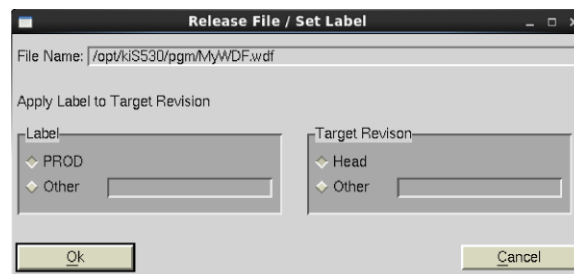 Release File / Set Label
File Name: /opt/kiS530/pgm/MyWDF.wdf
Apply Label to Target Revision
Label
PROD
Other
Target Revison
Head
Other
Ok
Cancel